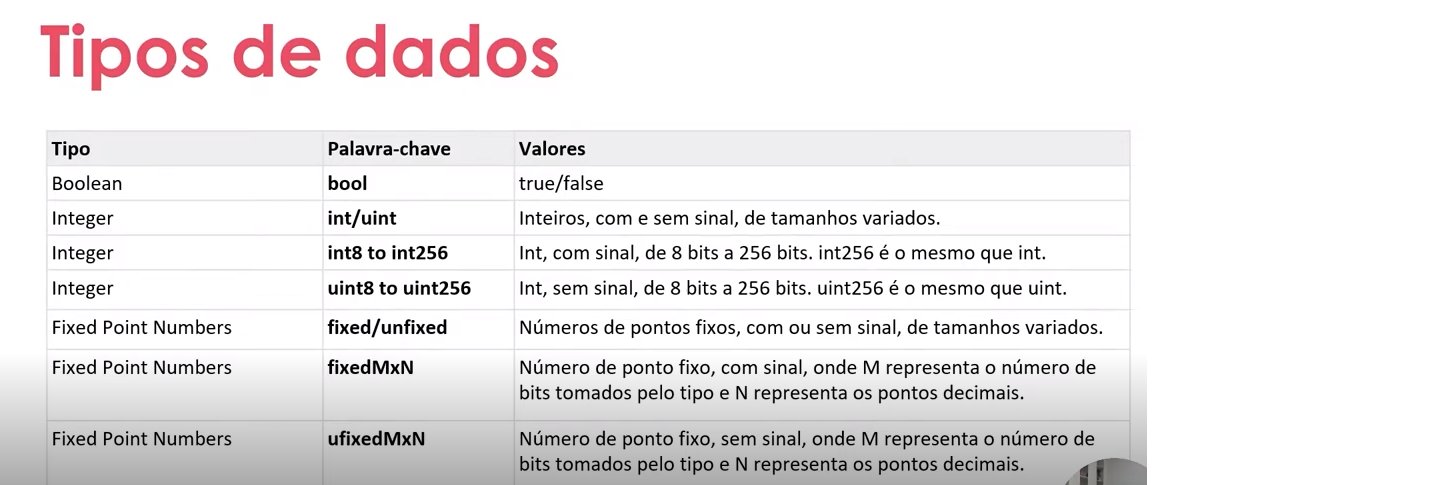 Tipos de dados
Tipo Palavra-chave Valores
Boolean bool true/false
Integer int/uint Inteiros, com e sem sinal, de tamanhos variados.
Integer int8 to int256 Int, com sinal, de 8 bits a 256 bits. int256 é o mesmo que int.
Integer uint8 to uint256 Int, sem sinal, de 8 bits a 256 bits. uint256 é o mesmo que uint.
Fixed Point Numbers fixed/unfixed Números de pontos fixos, com ou sem sinal, de tamanhos variados.
Fixed Point Numbers fixedMxN Número de ponto fixo, com sinal, onde M representa o número de
bits tomados pelo tipo e N representa os pontos decimais.
Fixed Point Numbers ufixedMxN Número de ponto fixo, sem sinal, onde M representa o número de
bits tomados pelo tipo e N representa os pontos decimais.